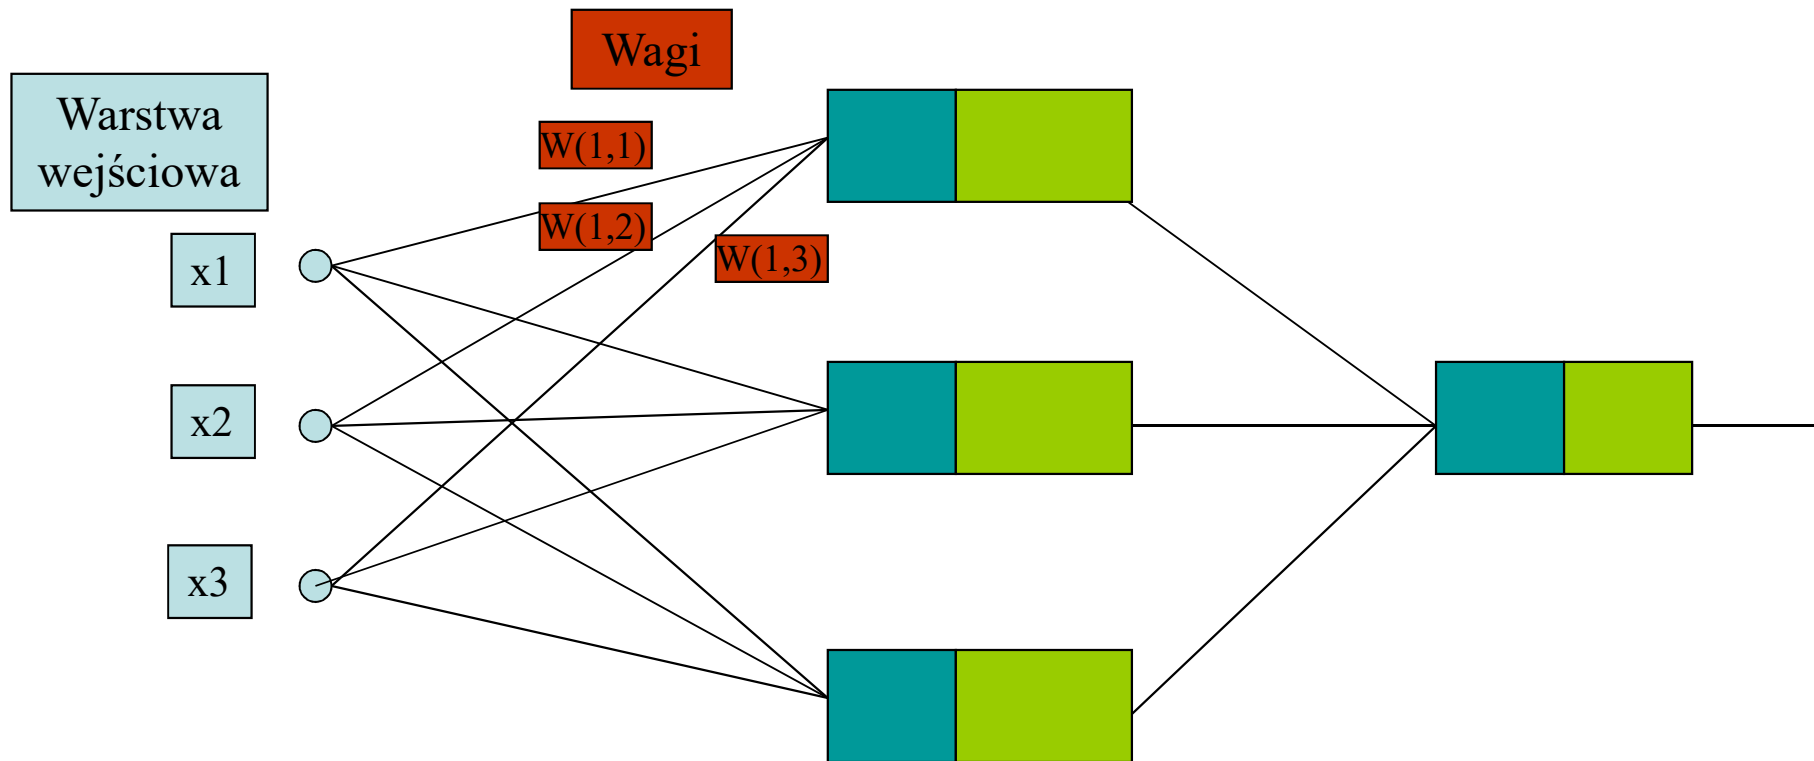 Wagi
Warstwa
wejściowa
W(1,1)
W(1,2)
W(1,3)
x1
x2
x3